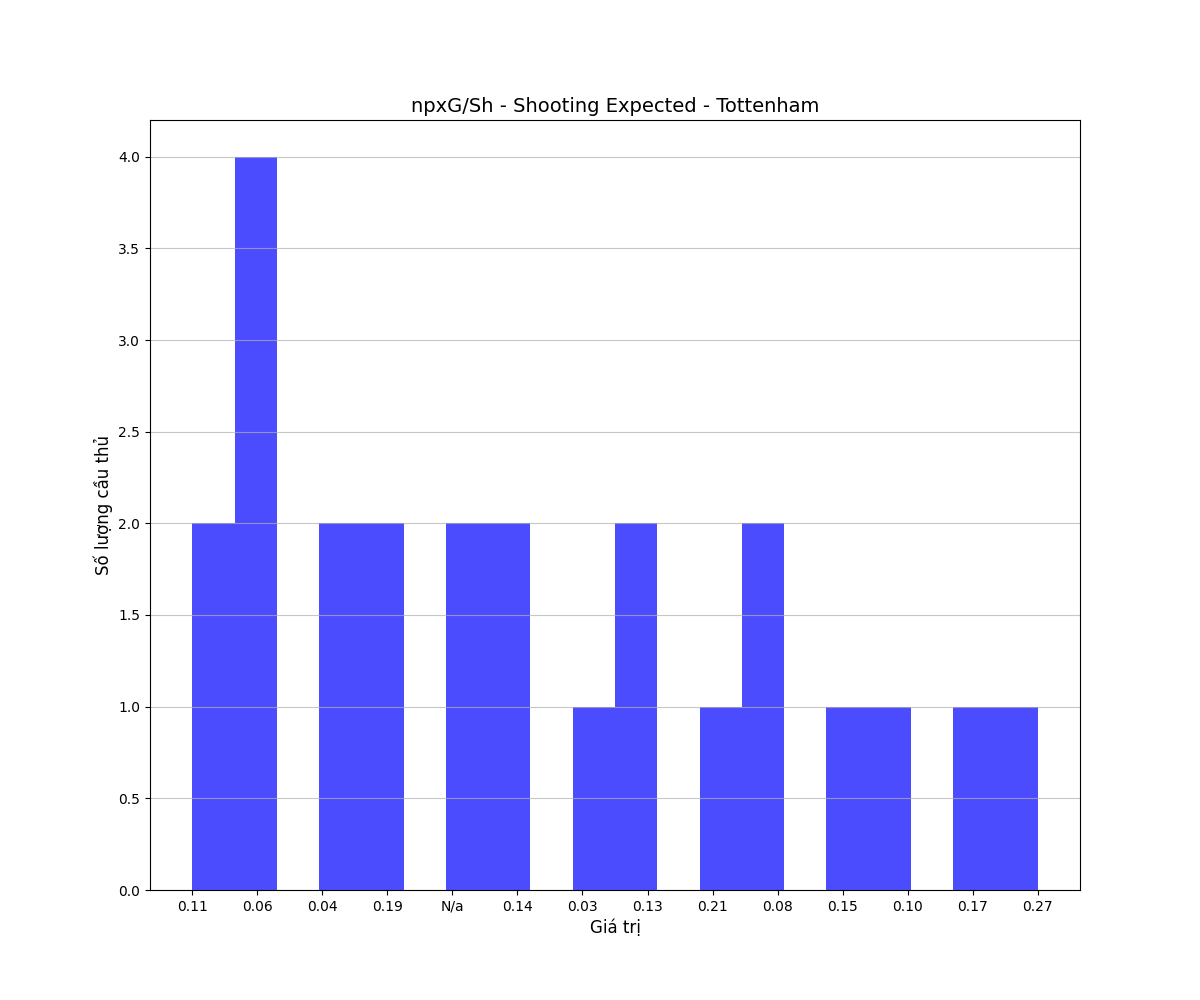 npxG/Sh - Shooting Expected - Tottenham
Số lượng cầu thủ
4.0
3.5
3.0
2.5
2.0
1.5
1.0
0.5
0.0
0.11 0.06 0.04 0.19 N/a 0.14 0.03 0.13 0.21 0.08 0.15 0.10 0.17 0.27
Giá trị